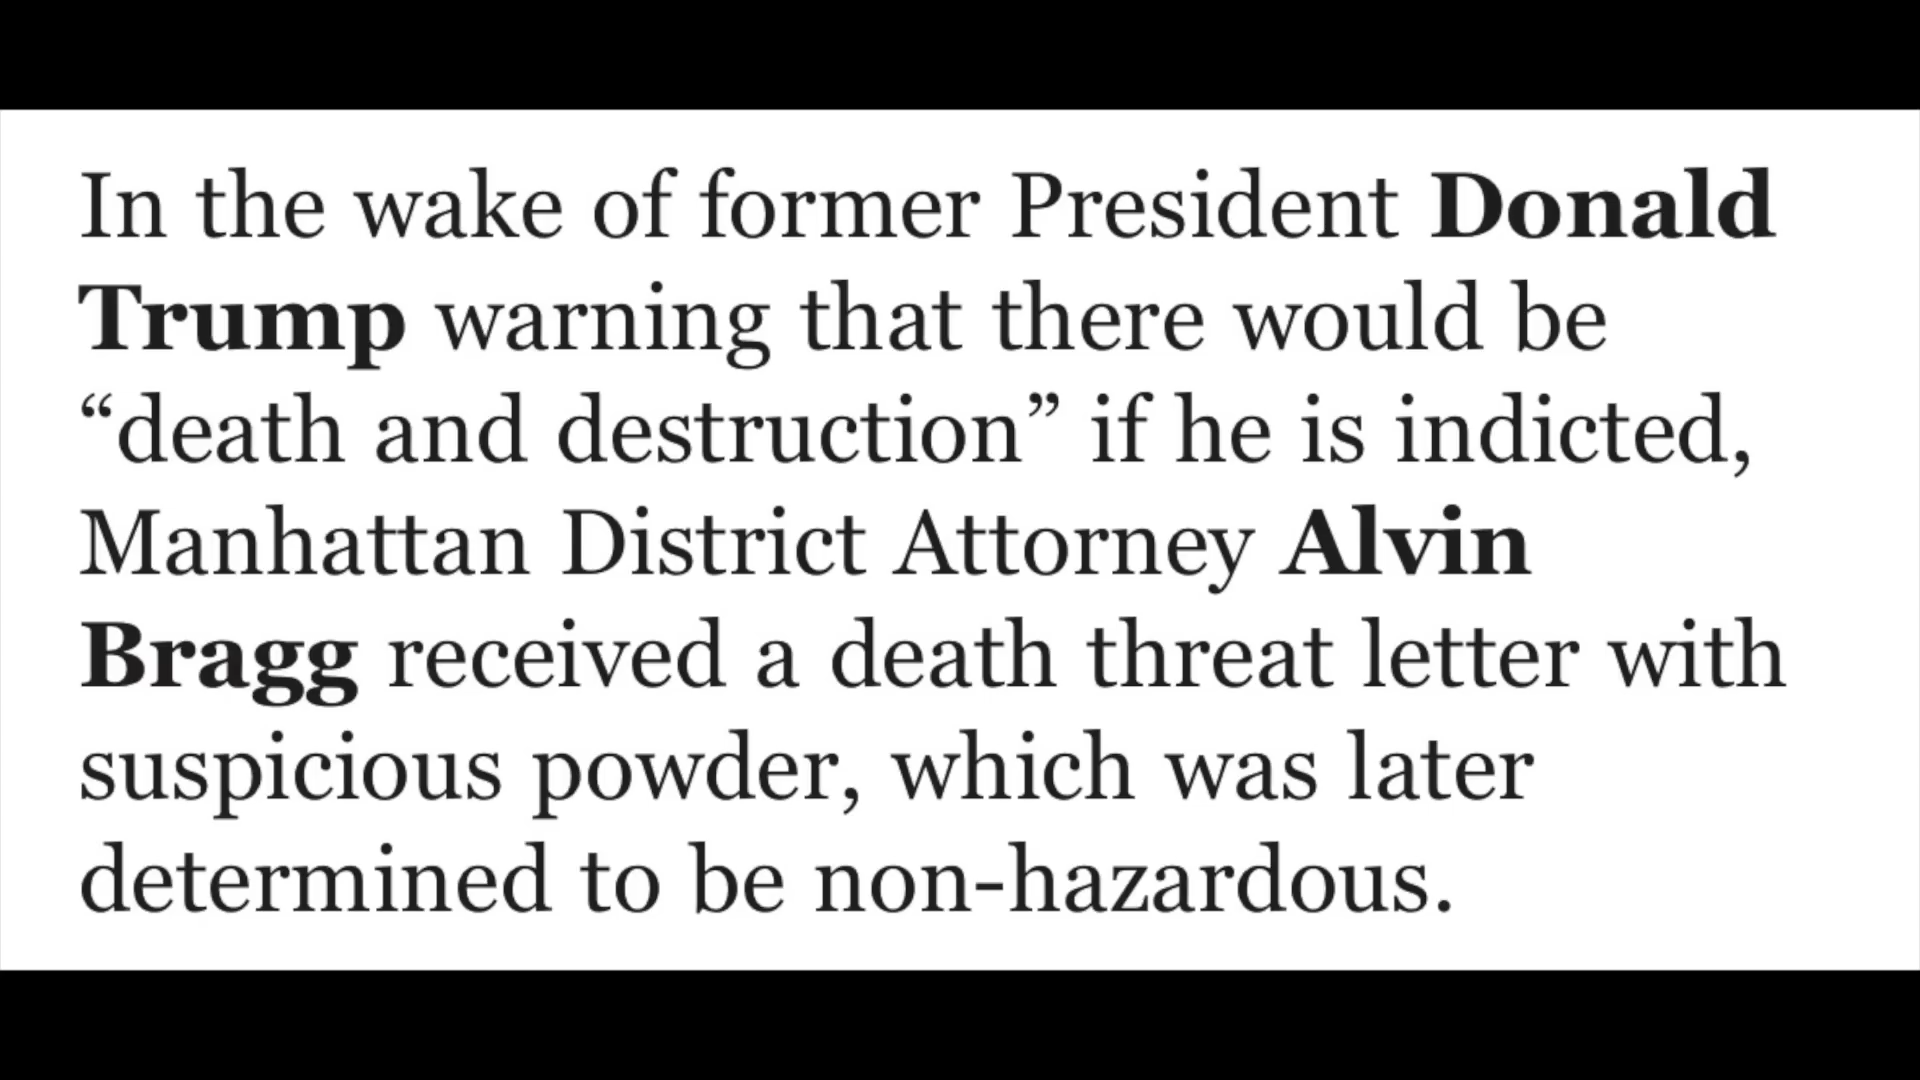 In the wake of former President Donald
Trump warning that there would be
“death and destruction” if he is indicted,
Manhattan District Attorney Alvin
Bragg received a death threat letter with
suspicious powder, which was later
determined to be non-hazardous.